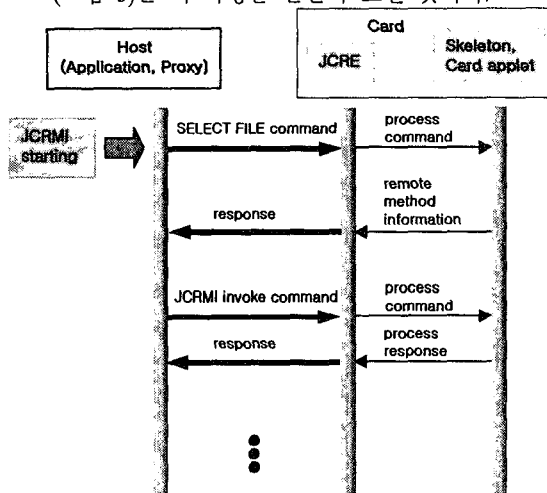 Card
Host
(Application, Proxy)
JCRE
Skeleton,
Card applet
JCRMI
starting
SELECT FILE command
process
command
response
remote
method
information
JCRMI invoke command
process
command
response
process
response